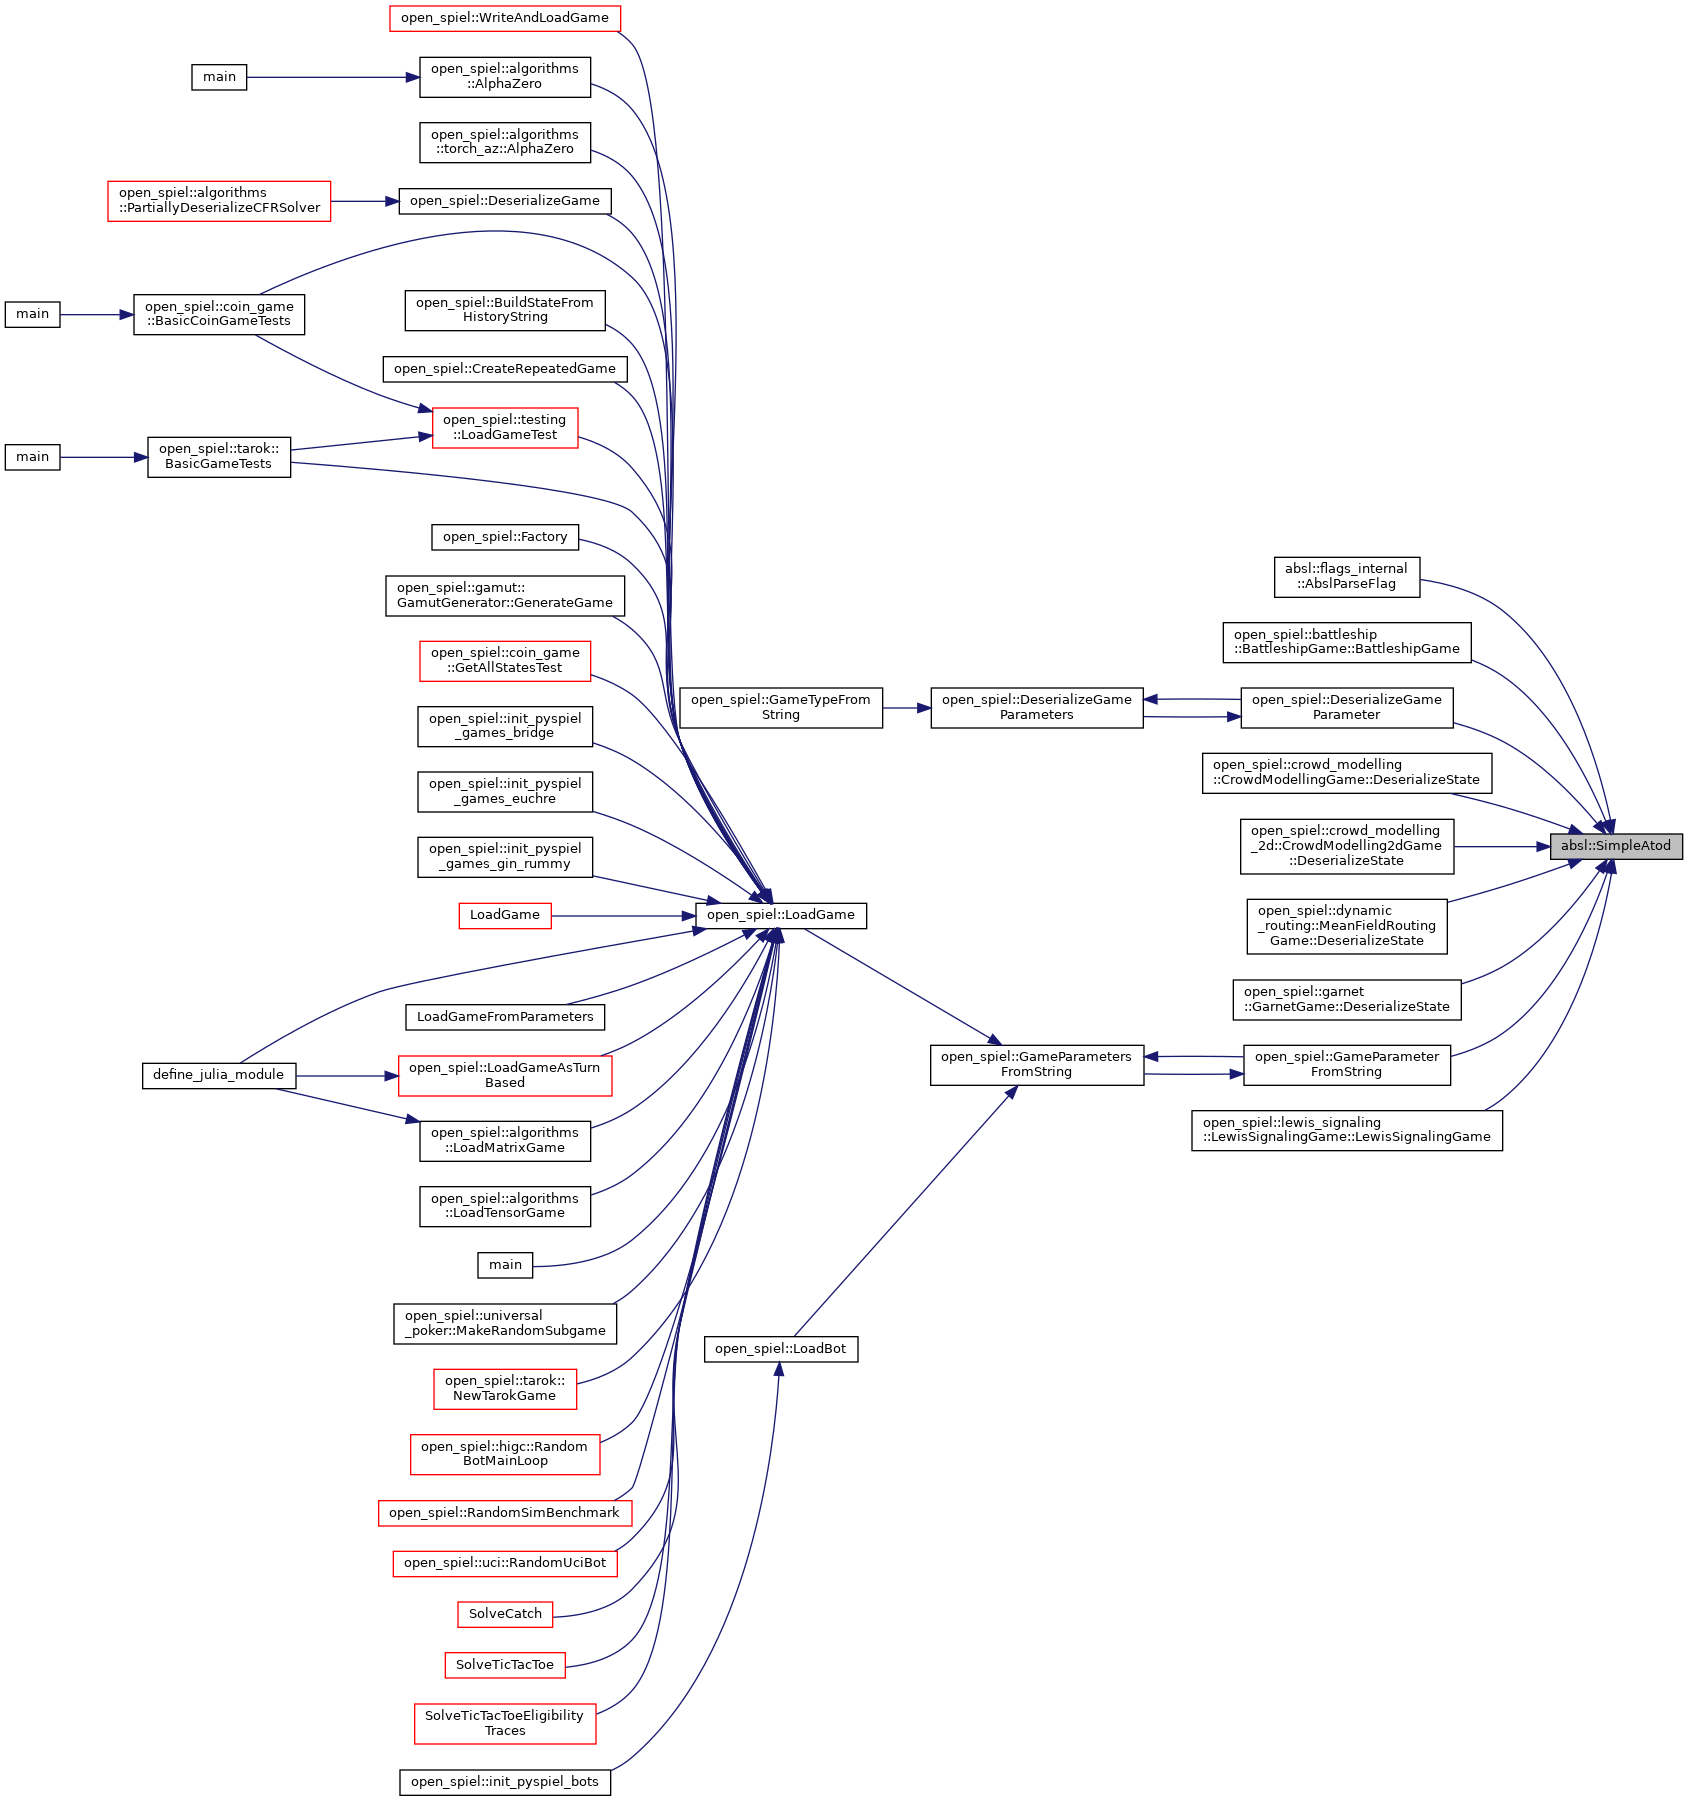 open_spiel::WriteAndLoadGame
main
open_spiel::algorithms
::AlphaZero
open_spiel::algorithms
::torch_az::AlphaZero
open_spiel::algorithms
::PartiallyDeserializeCFRSolver
open_spiel::DeserializeGame
main
open_spiel::coin_game
::BasicCoinGameTests
open_spiel::BuildStateFrom
HistoryString
open_spiel::CreateRepeatedGame
open_spiel::testing
::LoadGameTest
main
open_spiel::tarok::
BasicGameTests
open_spiel::Factory
open_spiel::gamut::
GamutGenerator::GenerateGame
open_spiel::coin_game
::GetAllStatesTest
open_spiel::init_pyspiel
_games_bridge
open_spiel::init_pyspiel
_games_euchre
open_spiel::init_pyspiel
_games_gin_rummy
LoadGame
open_spiel::LoadGame
LoadGameFromParameters
define_julia_module
open_spiel::LoadGameAsTurn
Based
open_spiel::algorithms
::LoadMatrixGame
open_spiel::algorithms
::LoadTensorGame
main
open_spiel::universal
_poker::MakeRandomSubgame
open_spiel::tarok::
NewTarokGame
open_spiel::higc::Random
BotMainLoop
open_spiel::RandomSimBenchmark
open_spiel::uci::RandomUciBot
SolveCatch
SolveTicTacToe
SolveTicTacToeEligibility
Traces
open_spiel::init_pyspiel_bots
open_spiel::GameTypeFrom
String
open_spiel::DeserializeGame
Parameters
open_spiel::GameParameters
FromString
open_spiel::LoadBot
absl::flags_internal
::AbslParseFlag
open_spiel::battleship
::BattleshipGame::BattleshipGame
open_spiel::DeserializeGame
Parameter
open_spiel::crowd_modelling
::CrowdModellingGame::DeserializeState
open_spiel::crowd_modelling
_2d::CrowdModelling2dGame
::DeserializeState
open_spiel::dynamic
_routing::MeanFieldRouting
Game::DeserializeState
open_spiel::garnet
::GarnetGame::DeserializeState
open_spiel::GameParameter
FromString
open_spiel::lewis_signaling
::LewisSignalingGame::LewisSignalingGame
absl::SimpleAtod